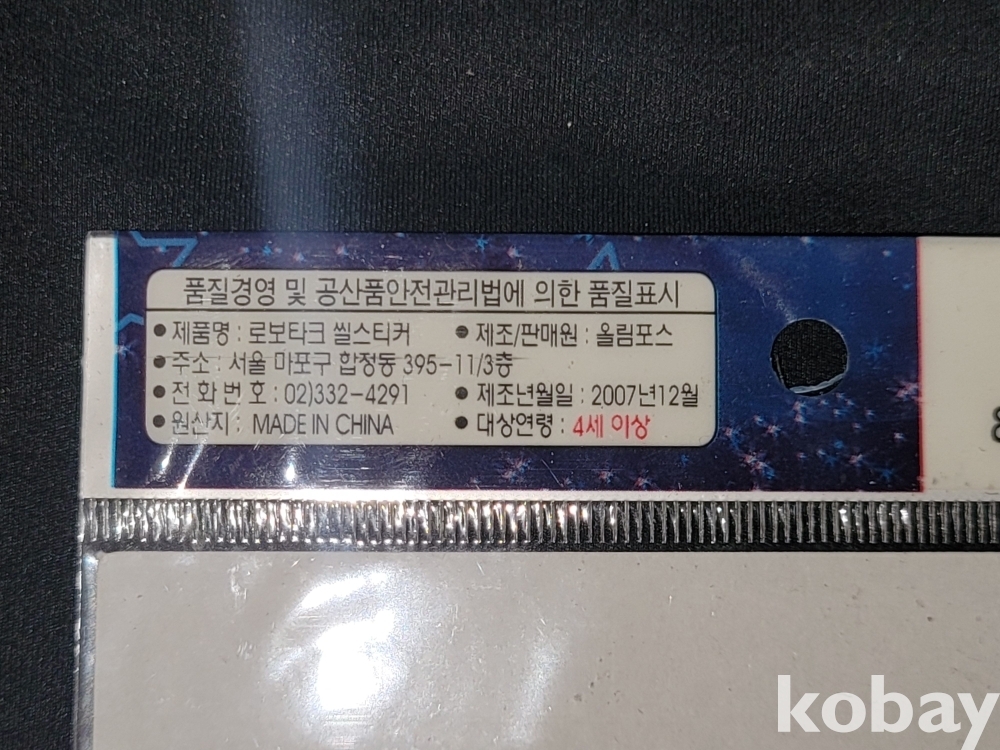 품질경영 및 공산품안전관리법에 의한 품질표시
● 제품명 : 로보타크 씰스티커 ● 제조/판매원 : 올림포스
● 주소 : 서울 마포구 합정동 395-11/3층
● 전화번호 : 02)332-4291 ● 제조년월일 : 2007년12월
● 원산지 : MADE IN CHINA ● 대상연령 : 4세 이상
kobay